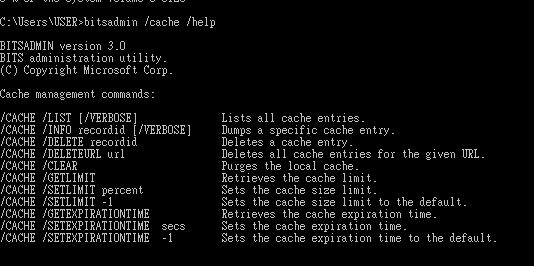 C:\Users\USER>bitsadmin /cache /help
BITSADMIN version 3.0
BITS administration utility.
(C) Copyright Microsoft Corp.
Cache management commands:
/CACHE /LIST [/VERBOSE] Lists all cache entries.
/CACHE /INFO recordid [/VERBOSE] Dumps a specific cache entry.
/CACHE /DELETE recordid Deletes a cache entry.
/CACHE /DELETEURL url Deletes all cache entries for the given URL.
/CACHE /CLEAR Purges the local cache.
/CACHE /GETLIMIT Retrieves the cache limit.
/CACHE /SETLIMIT percent Sets the cache size limit.
/CACHE /SETLIMIT -1 Sets the cache size limit to the default.
/CACHE /GETEXPIRATIONTIME Retrieves the cache expiration time.
/CACHE /SETEXPIRATIONTIME secs Sets the cache expiration time.
/CACHE /SETEXPIRATIONTIME -1 Sets the cache expiration time to the default.